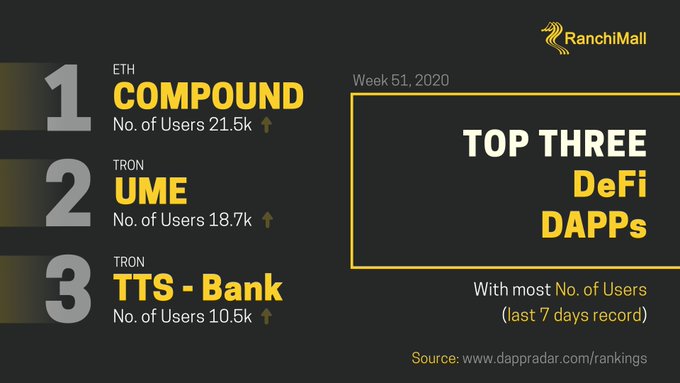 RanchiMall
1
ETH
COMPOUND
No. of Users 21.5k
2
TRON
UME
No. of Users 18.7k
3
TRON
TTS - Bank
No. of Users 10.5k
Week 51, 2020
TOP THREE
DeFi
DAPPs
With most No. of Users
(last 7 days record)
Source: www.dappradar.com/rankings